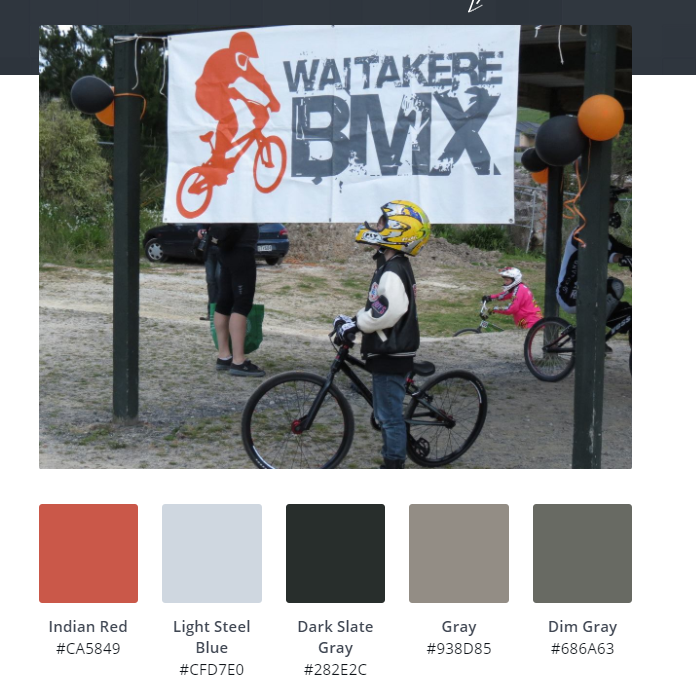 WAITAKERE
BMX
Indian Red
#CA5849
Light Steel
Blue
#CFD7E0
Dark Slate
Gray
#282E2C
Gray
#938D85
Dim Gray
#686A63